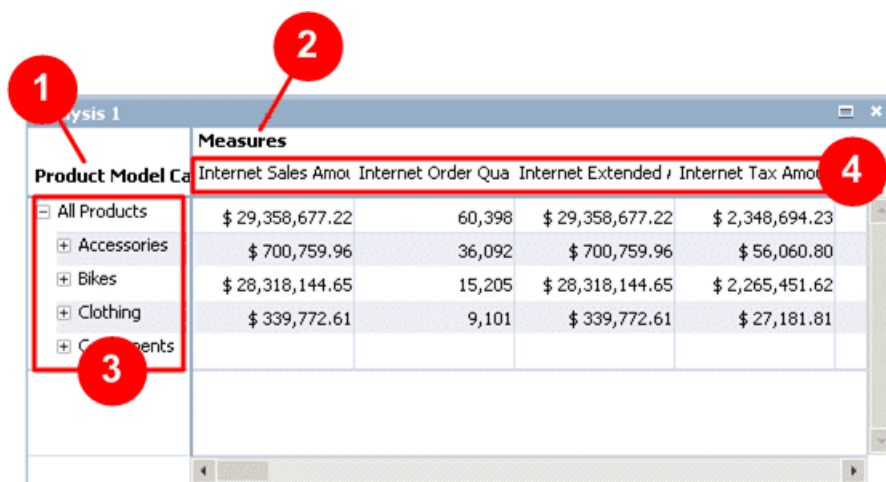 2
1
lysis 1
Measures
Product Model Ca
Internet Sales Amou Internet Order Qua Internet Extended Internet Tax Amo
4
All Products $ 29,358,677.22 60,398 $ 29,358,677.22 $ 2,348,694.23
Accessories $ 700,759.96 36,092 $ 700,759.96 $ 56,060.80
Bikes $ 28,318,144.65 15,205 $ 28,318,144.65 $ 2,265,451.62
Clothing $ 339,772.61 9,101 $ 339,772.61 $ 27,181.81
3